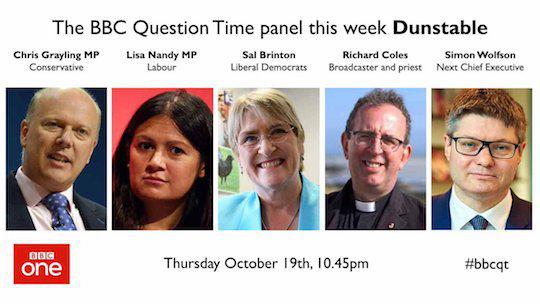 The BBC Question Time panel this week Dunstable
Chris Grayling MP
Conservative
Lisa Nandy MP
Labour
Sal Brinton
Liberal Democrats
Richard Coles
Broadcaster and priest
Simon Wolfson
Next Chief Executive
BBC
one
Thursday October 19th, 10.45pm
#bbcqt